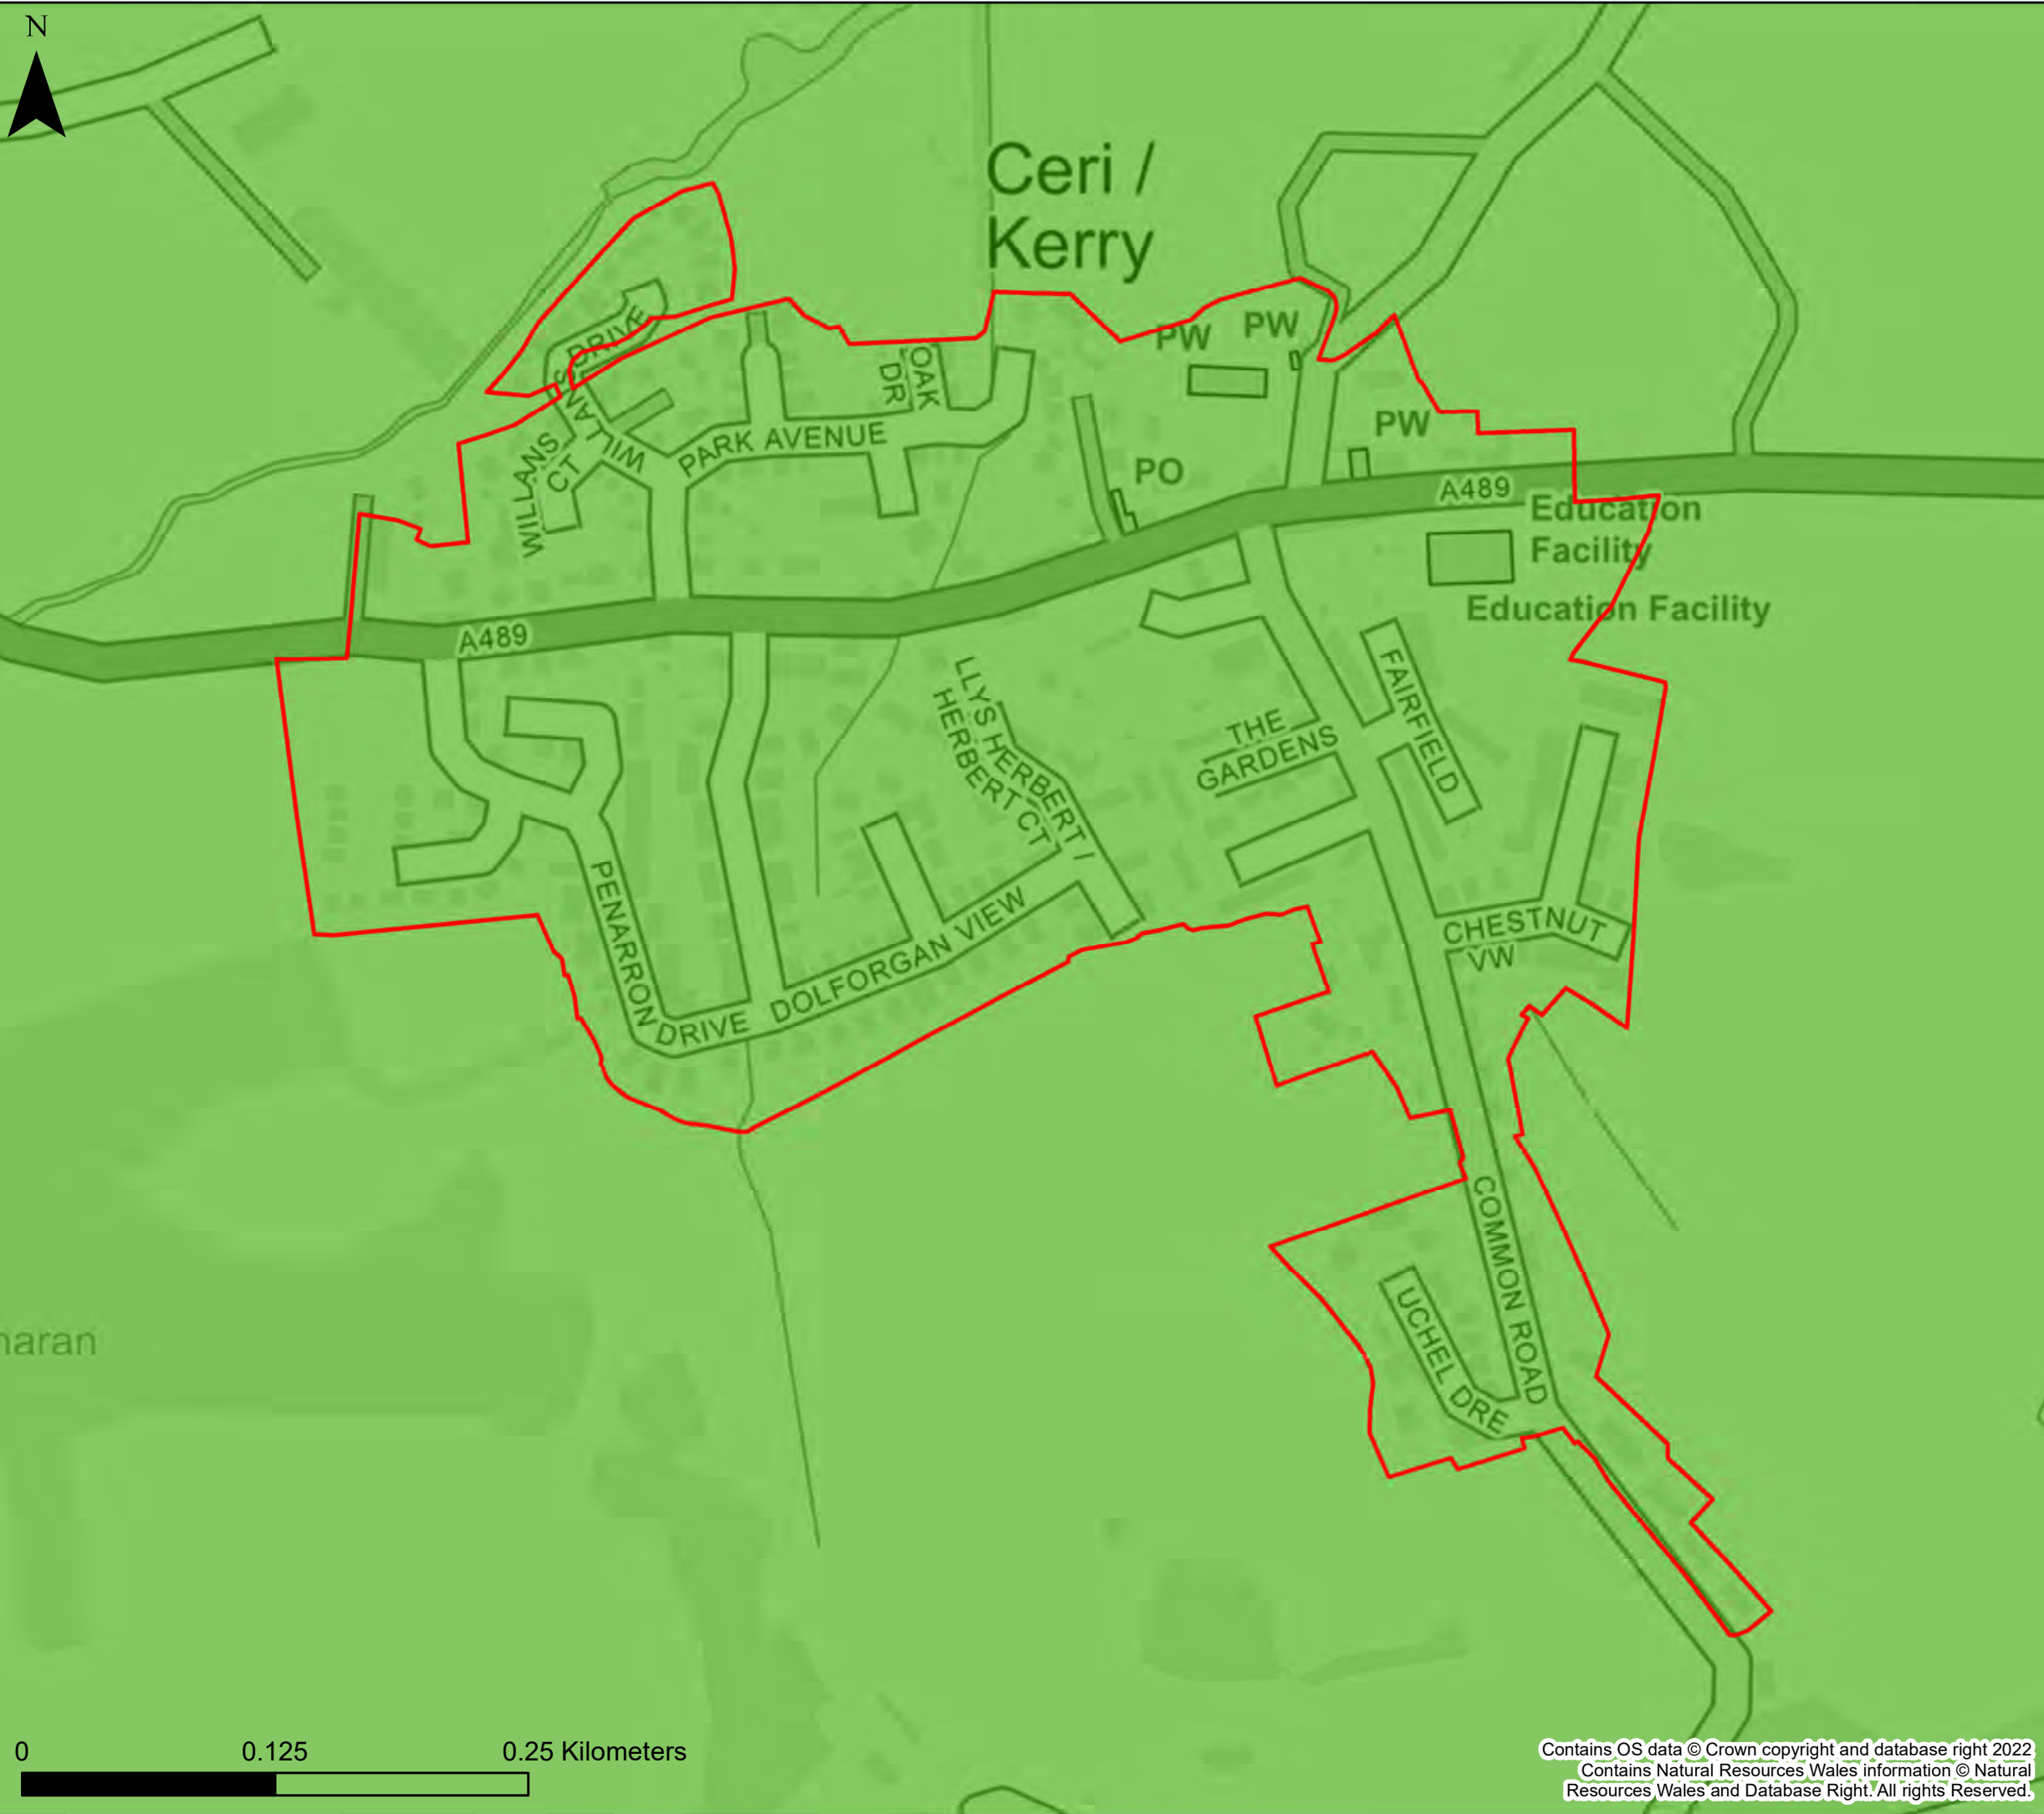 N
Ceri /
Kerry
DRIVE
WILLANS
PW
PW
OAK
DR
PW
PARK AVENUE
WILLANS
CT
PO
A489
Education
Facility
Education Facility
A489
FAIRFIELD
LLYS HERBERT
HERBERT CT
THE
GARDENS
PENARRON
DRIVE
DOLFORGAN VIEW
CHESTNUT
VW
COMMON ROAD
UCHEL DRE
haran
0
0.125
0.25 Kilometers
Contains OS data © Crown copyright and database right 2022
Contains Natural Resources Wales information © Natural
Resources Wales and Database Right. All rights Reserved.